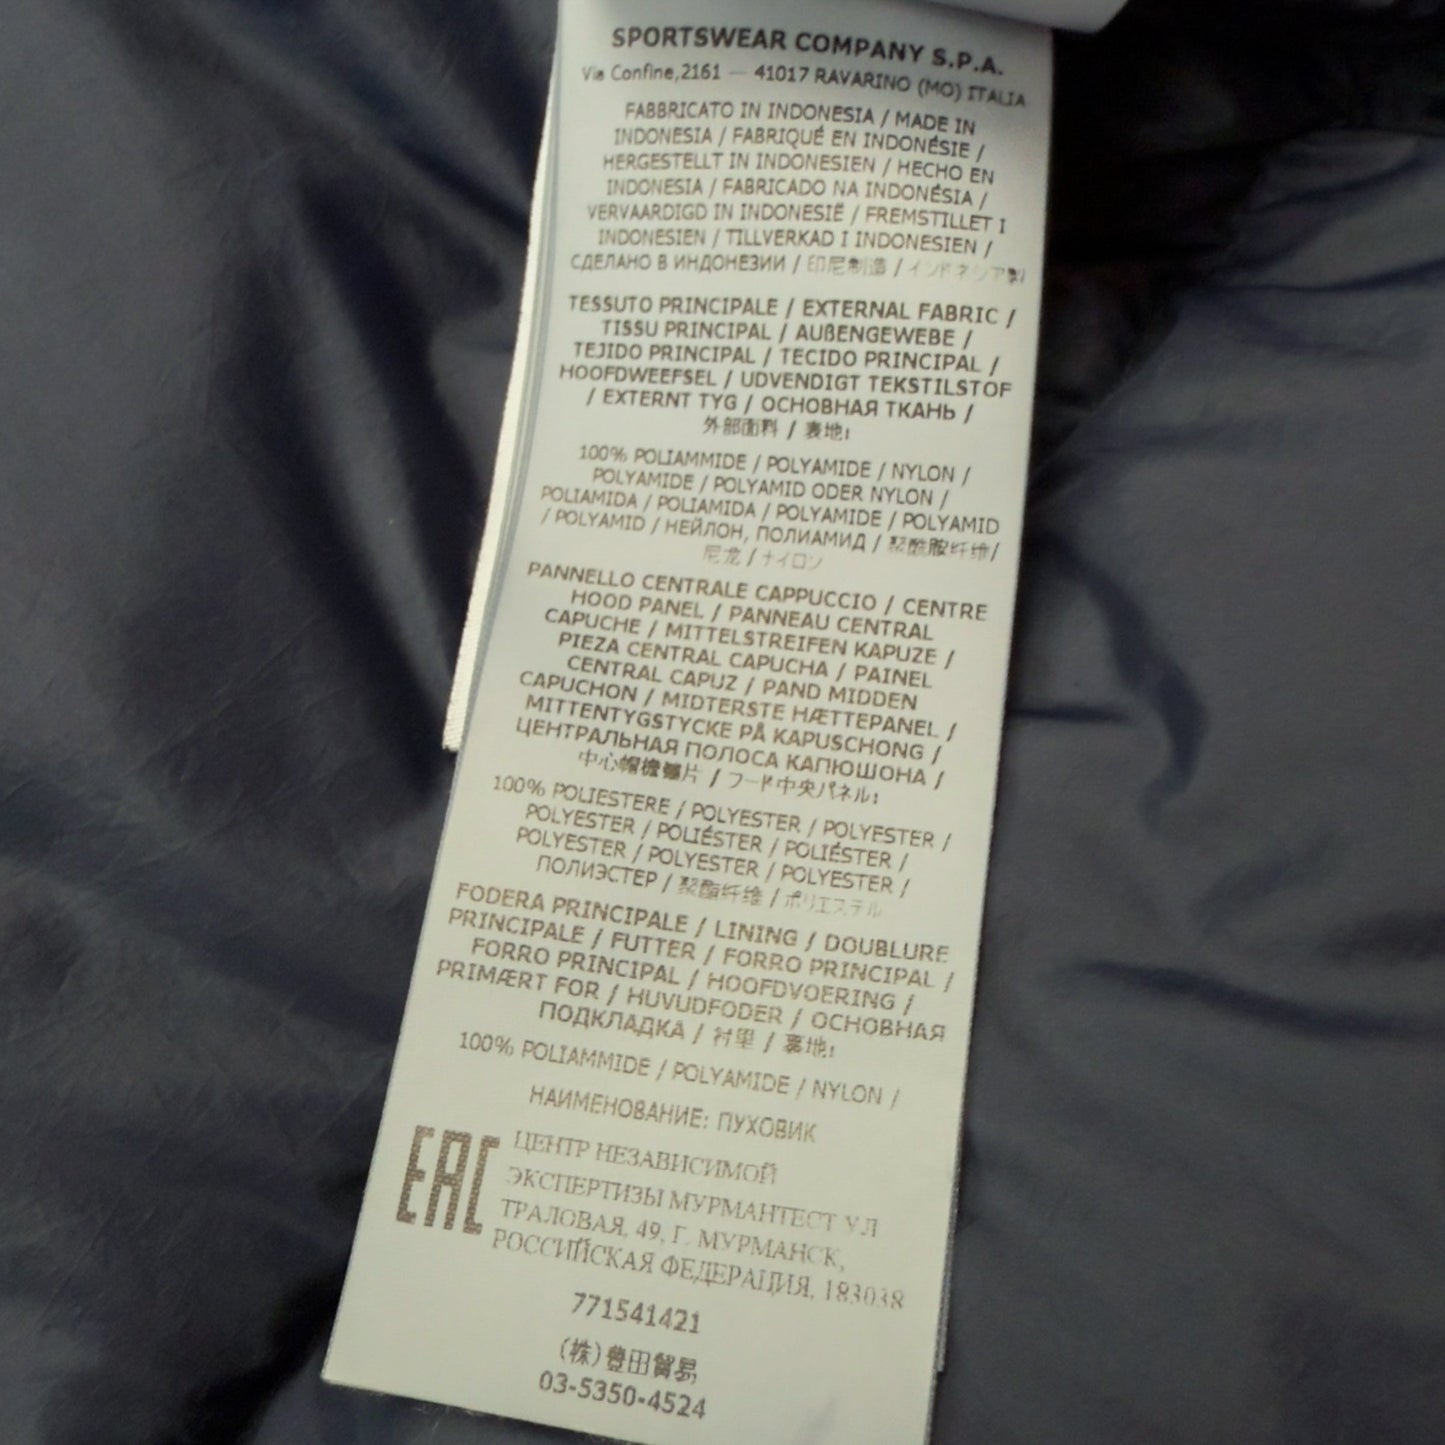 SPORTSWEAR COMPANY S.P.A.
Via Confine,2161 — 41017 RAVARINO (MO) ITALIA
FABBRICATO IN INDONESIA / MADE IN
INDONESIA / FABRIQUÉ EN INDONÉSIE /
HERGESTELLT IN INDONESIEN / HECHO EN
INDONESIA / FABRICADO NA INDONÉSIA /
VERVAARDIGD IN INDONESIË / FREMSTILLET I
INDONESIEN / TILLVERKAD I INDONESIEN /
СДЕЛАНО В ИНДОНЕЗИИ / 印尼制造 / インドネシア製
TESSUTO PRINCIPALE / EXTERNAL FABRIC /
TISSU PRINCIPAL / AUßENGEWEBE /
TEJIDO PRINCIPAL / TECIDO PRINCIPAL /
HOOFDWEEFSEL / UDVENDIGT TEKSTILSTOF
/ EXTERNT TYG / ОСНОВНАЯ ТКАНЬ /
外部面料 / 表地:
100% POLIAMMIDE / POLYAMIDE / NYLON /
POLYAMIDE / POLYAMID ODER NYLON /
POLIAMIDA / POLIAMIDA / POLYAMIDE / POLYAMID
/ POLYAMID / НЕЙЛОН, ПОЛИАМИД / 聚酰胺纤维/
尼龙 / ナイロン
PANNELLO CENTRALE CAPPUCCIO / CENTRE
HOOD PANEL / PANNEAU CENTRAL
CAPUCHE / MITTELSTREIFEN KAPUZE /
PIEZA CENTRAL CAPUCHA / PAINEL
CENTRAL CAPUZ / PAND MIDDEN
CAPUCHON / MIDTERSTE HÆTTEPANEL /
MITTENTYGSTYCKE PÅ KAPUSCHONG /
ЦЕНТРАЛЬНАЯ ПОЛОСА КАПЮШОНА /
中心帽 片 / フード中央パネル:
100% POLIESTERE / POLYESTER / POLYESTER /
POLYESTER / POLIÉSTER / POLIÉSTER /
POLYESTER / POLYESTER / POLYESTER /
ПОЛИЭСТЕР / 聚酯纤维 / ポリエステル
FODERA PRINCIPALE / LINING / DOUBLURE
PRINCIPALE / FUTTER / FORRO PRINCIPAL /
FORRO PRINCIPAL / HOOFDVOERING /
PRIMÆRT FOR / HUVUDFODER / ОСНОВНАЯ
ПОДКЛАДКА / 衬里 / 裏地:
100% POLIAMMIDE / POLYAMIDE / NYLON /
НАИМЕНОВАНИЕ: ПУХОВИК
EAC
ЦЕНТР НЕЗАВИСИМОЙ
ЭКСПЕРТИЗЫ МУРМАНТЕСТ УЛ
ТРАЛОВАЯ, 49, Г. МУРМАНСК,
РОССИЙСКАЯ ФЕДЕРАЦИЯ, 183038
771541421
(株)豊田貿易
03-5350-4524